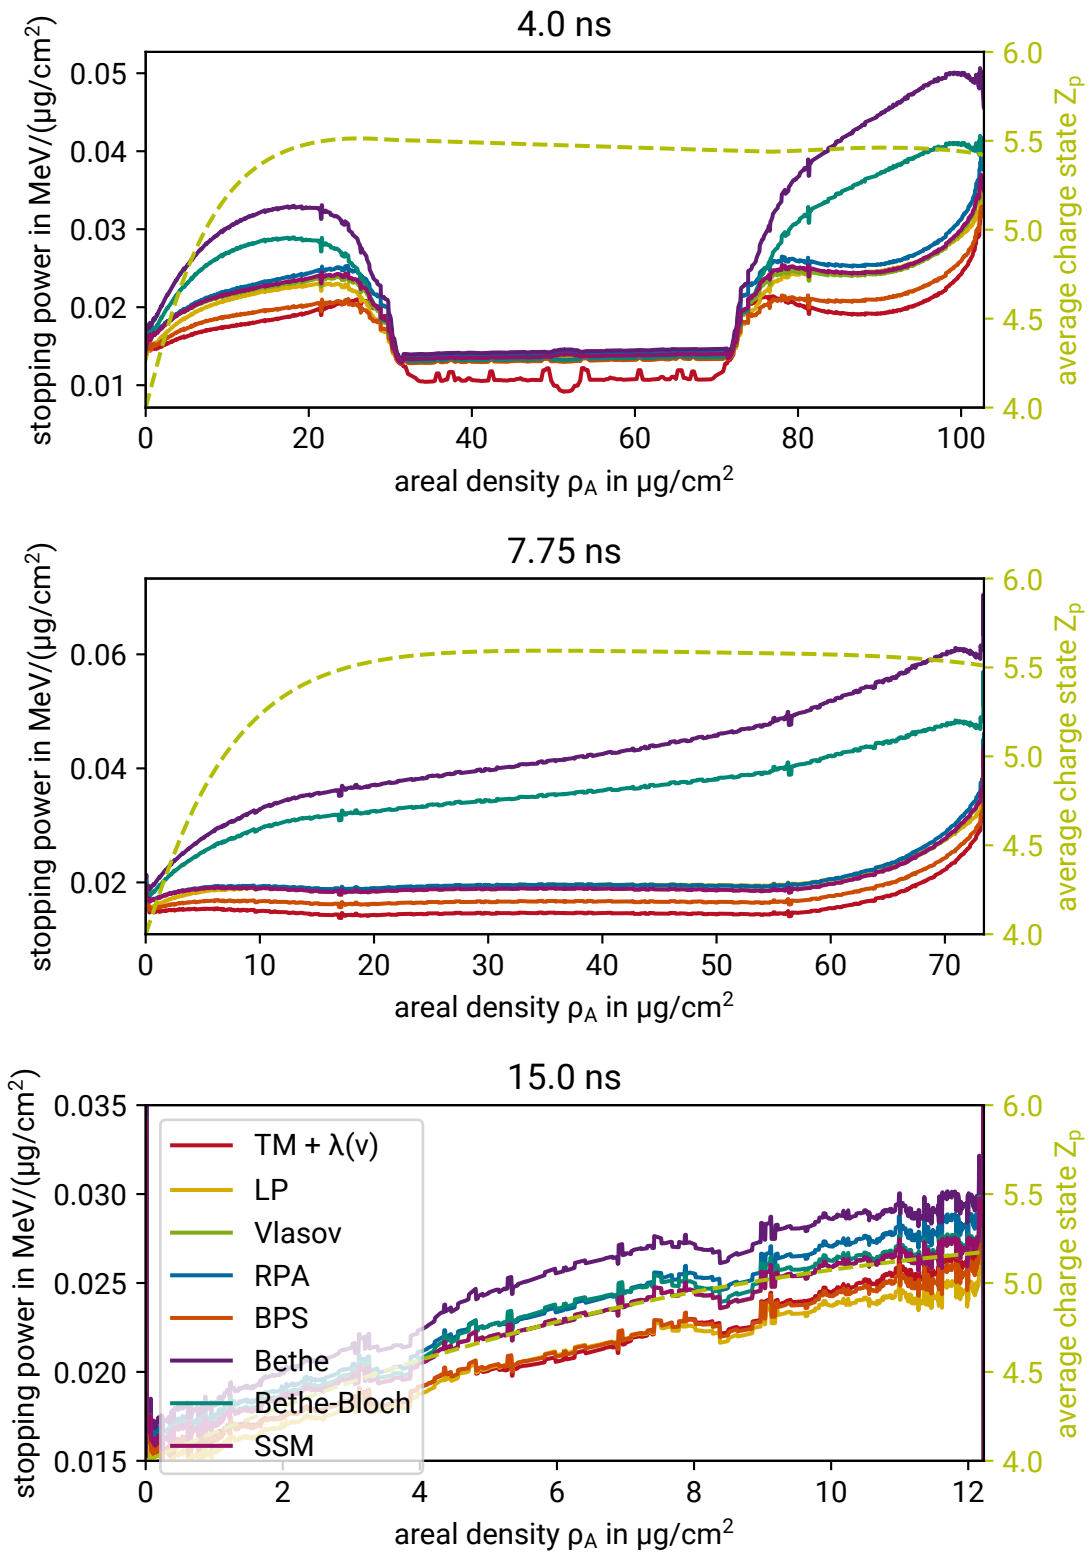 4.0 ns
stopping power in MeV/(µg/cm²)
0.05
0.04
0.03
0.02
0.01
6.0
5.5
5.0
4.5
4.0
average charge state Zₚ
0 20 40 60 80 100
areal density ρ_A in µg/cm²
7.75 ns
stopping power in MeV/(µg/cm²)
0.06
0.04
0.02
6.0
5.5
5.0
4.5
4.0
average charge state Zₚ
0 10 20 30 40 50 60 70
areal density ρ_A in µg/cm²
15.0 ns
stopping power in MeV/(µg/cm²)
0.035
0.030
0.025
0.020
0.015
TM + λ(v)
LP
Vlasov
RPA
BPS
Bethe
Bethe-Bloch
SSM
6.0
5.5
5.0
4.5
4.0
average charge state Zₚ
0 2 4 6 8 10 12
areal density ρ_A in µg/cm²